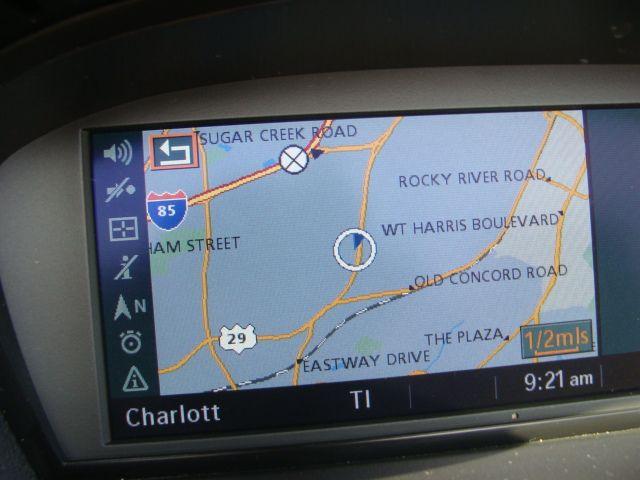 SUGAR CREEK ROAD
ROCKY RIVER ROAD
85
WT HARRIS BOULEVARD
HAM STREET
OLD CONCORD ROAD
N
29
THE PLAZA
1/2mls
EASTWAY DRIVE
9:21 am
TI
Charlott